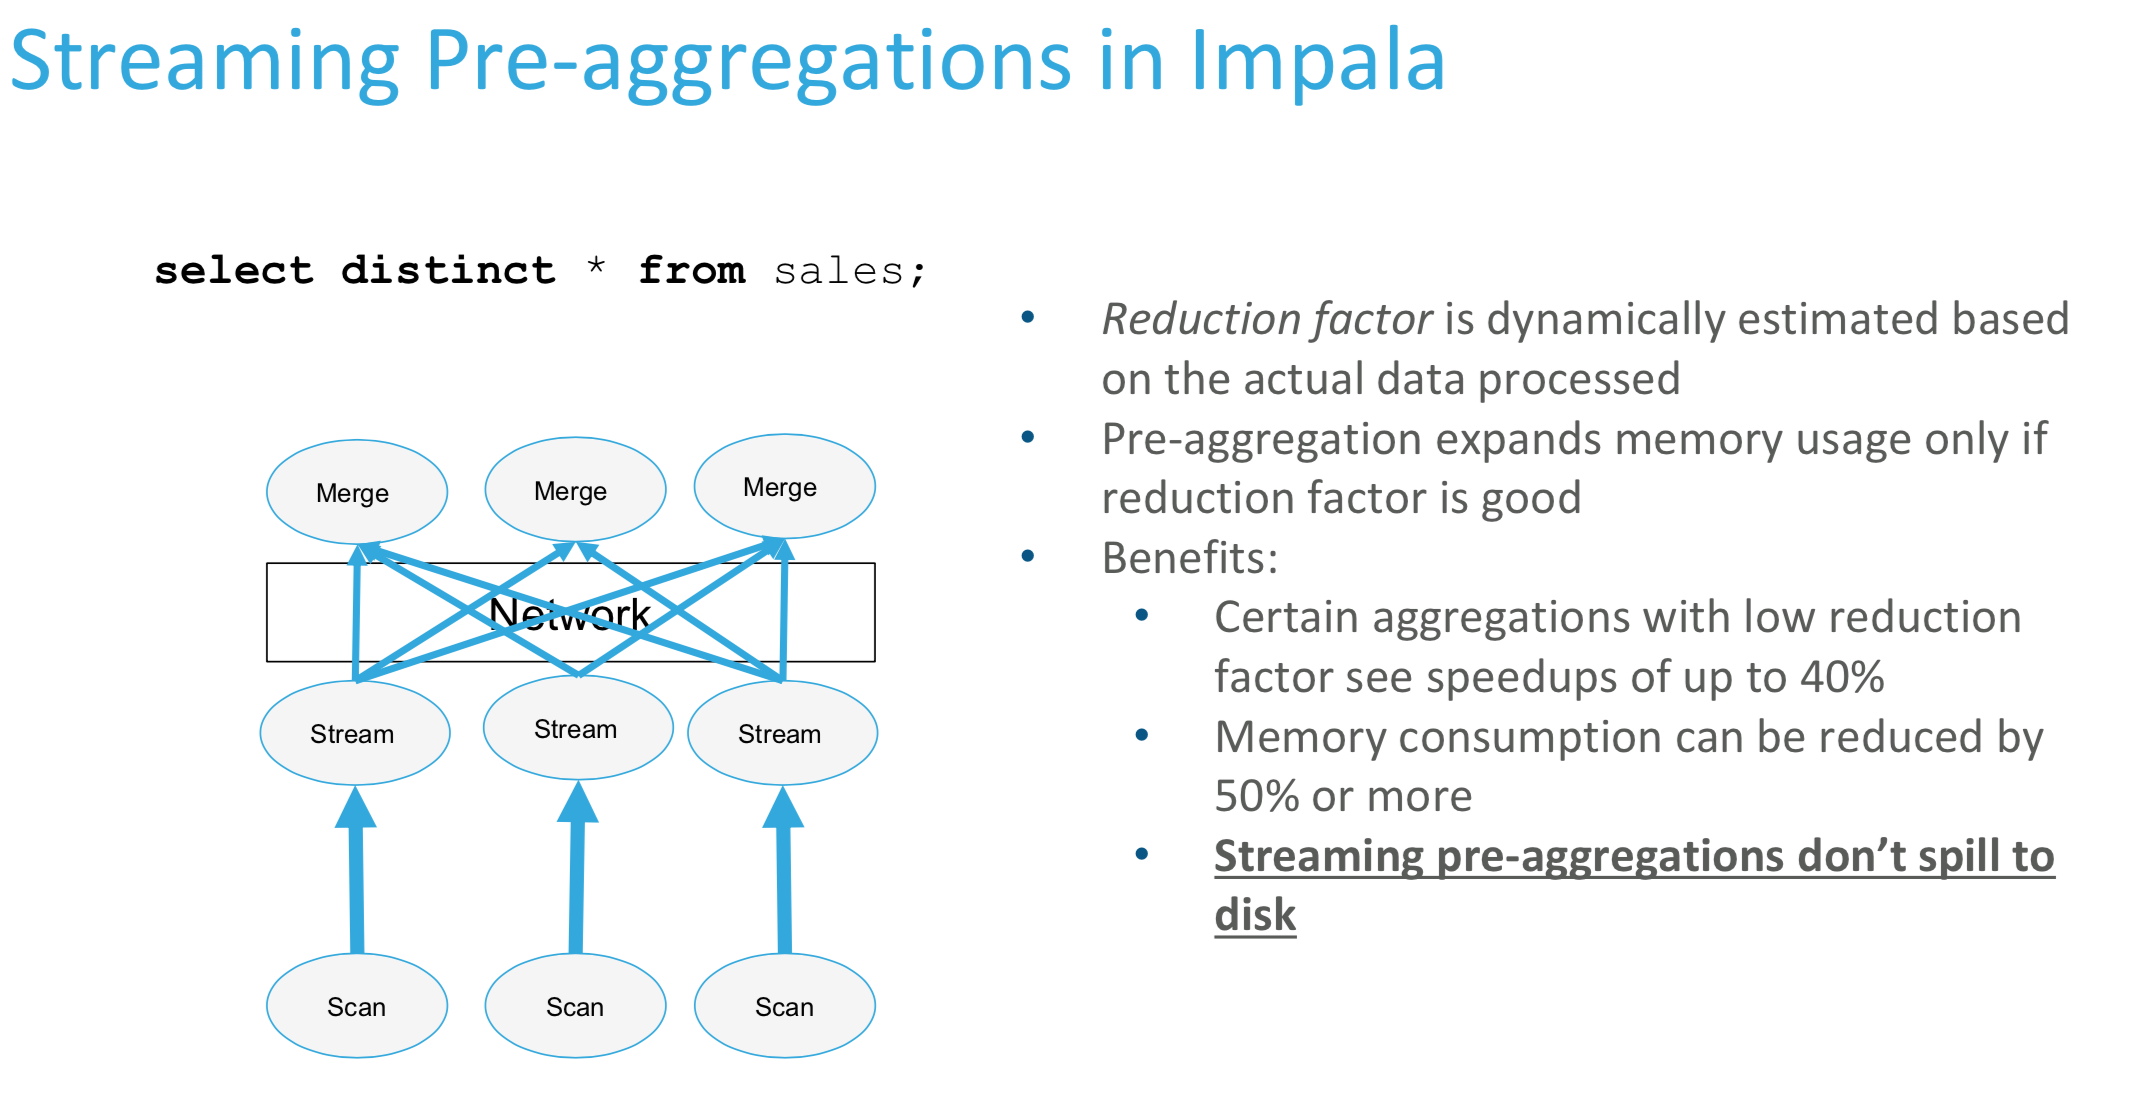 Streaming Pre-aggregations in Impala
select distinct * from sales;
Merge
Merge
Merge
Network
Stream
Stream
Stream
Scan
Scan
Scan
• Reduction factor is dynamically estimated based
on the actual data processed
• Pre-aggregation expands memory usage only if
reduction factor is good
• Benefits:
• Certain aggregations with low reduction
factor see speedups of up to 40%
• Memory consumption can be reduced by
50% or more
• Streaming pre-aggregations don’t spill to
disk